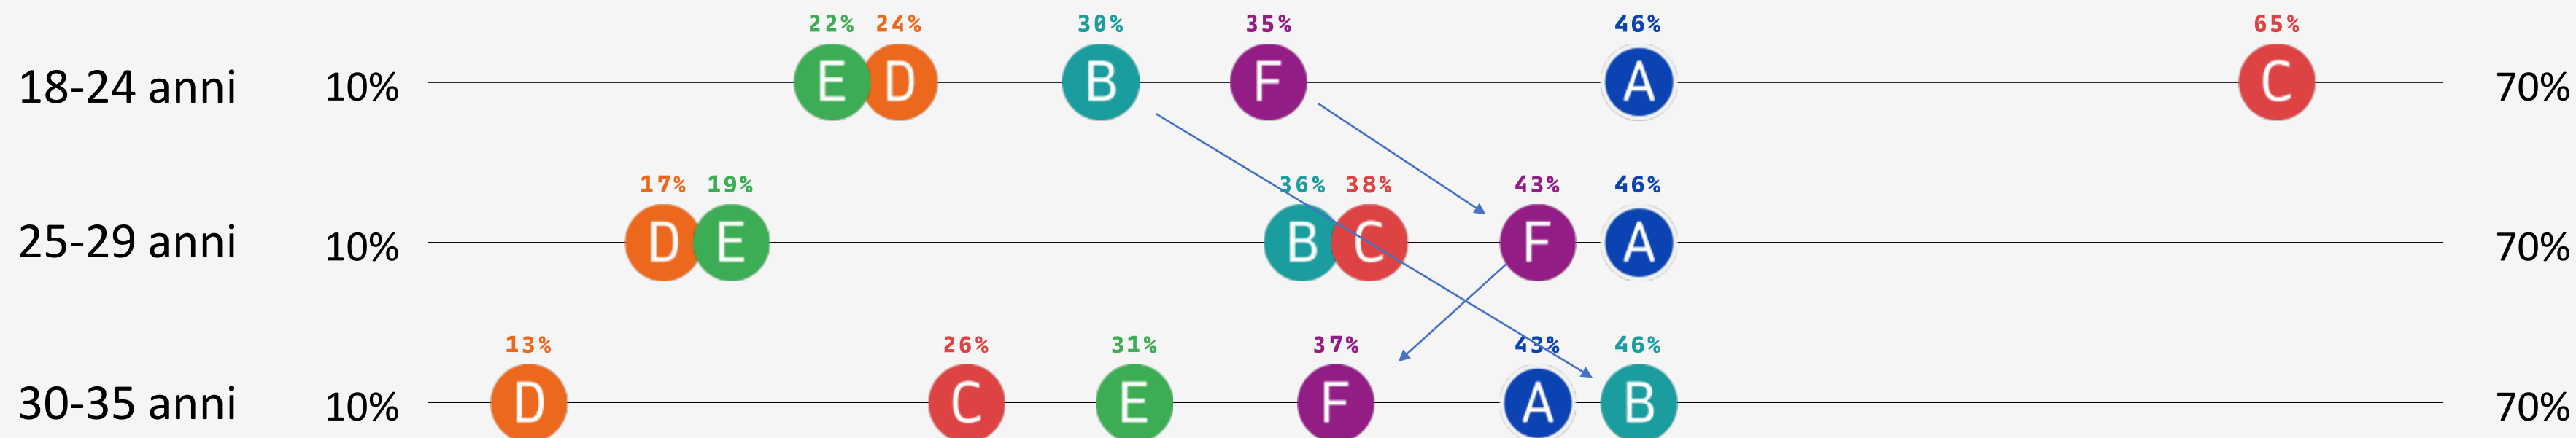 22% 24% 30% 35% 46% 65%
18-24 anni 10% E D B F A C 70%
17% 19% 36% 38% 43% 46%
25-29 anni 10% D E B C F A 70%
13% 26% 31% 37% 43% 46%
30-35 anni 10% D C E F A B 70%